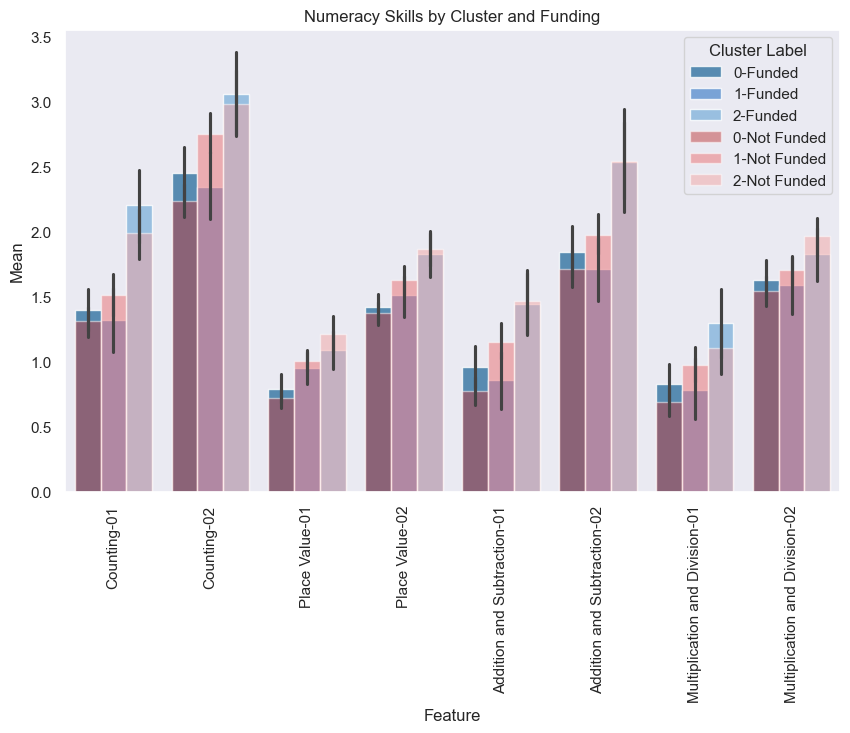 Numeracy Skills by Cluster and Funding
3.5
3.0
2.5
2.0
1.5
1.0
0.5
0.0
Mean
Cluster Label
0-Funded
1-Funded
2-Funded
0-Not Funded
1-Not Funded
2-Not Funded
Counting-01
Counting-02
Place Value-01
Place Value-02
Addition and Subtraction-01
Addition and Subtraction-02
Multiplication and Division-01
Multiplication and Division-02
Feature